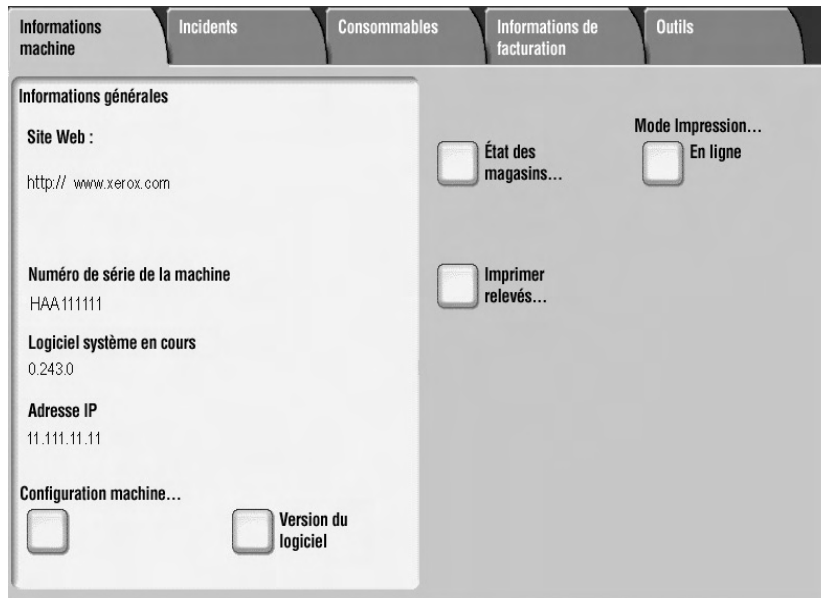 Informations
machine
Incidents
Consommables
Informations de
facturation
Outils
Informations générales
Site Web :
http:// www.xerox.com
Numéro de série de la machine
HAA111111
Logiciel système en cours
0.243.0
Adresse IP
11.111.11.11
Configuration machine...
Version du
logiciel
État des
magasins...
Imprimer
relevés...
Mode Impression...
En ligne